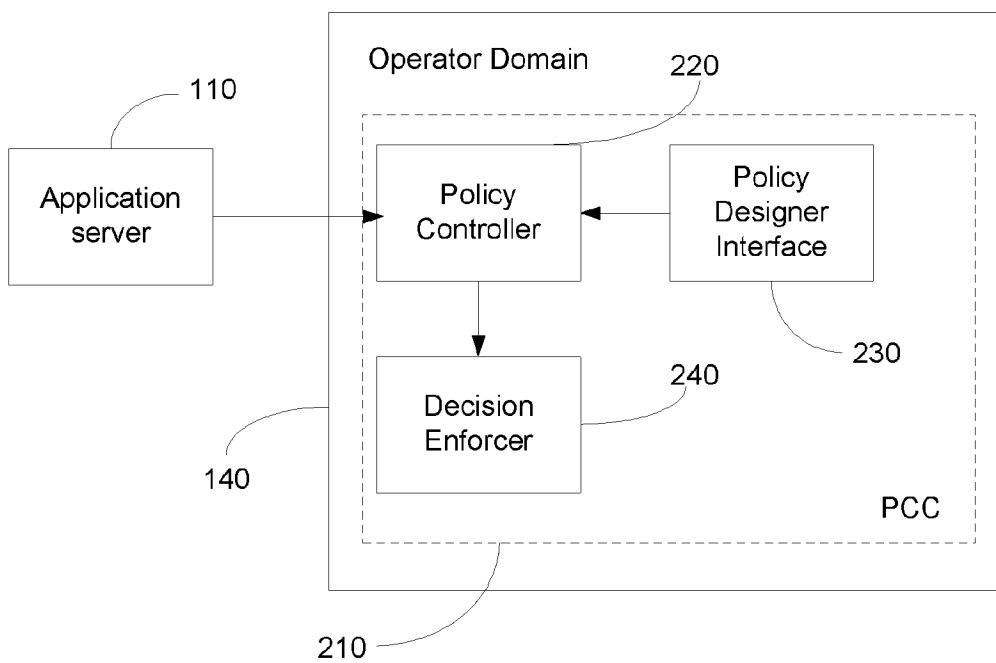 Operator Domain
220
110
Application
server
Policy
Controller
Policy
Designer
Interface
230
240
Decision
Enforcer
140
PCC
210